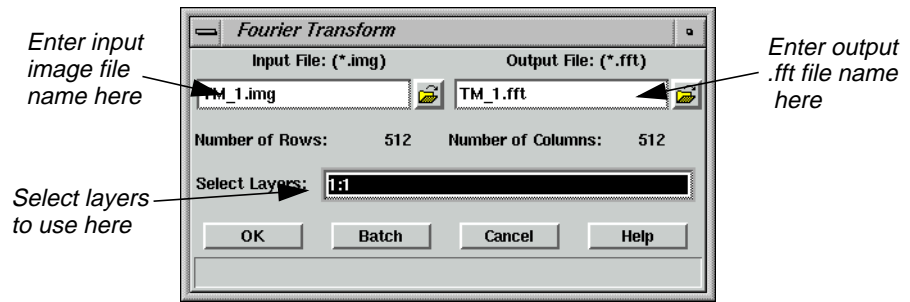 Fourier Transform
Enter input
image file
name here
Input File: (*.img)
Output File: (*.fft)
TM_1.img
TM_1.fft
Enter output
.fft file name
here
Number of Rows: 512
Number of Columns: 512
Select Layers: 1:1
Select layers
to use here
OK
Batch
Cancel
Help